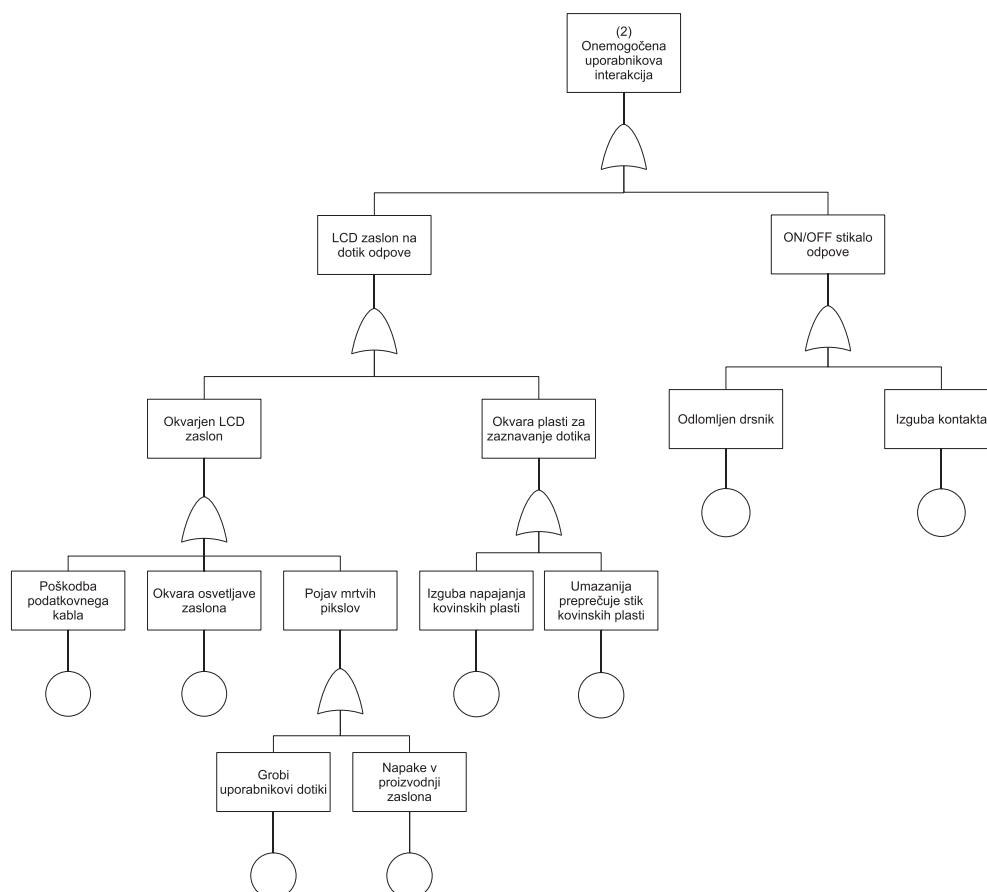 (2)
Onemogočena
uporabnikova
interakcija
LCD zaslon na
dotik odpove
ON/OFF stikalo
odpove
Okvarjen LCD
zaslon
Okvara plasti za
zaznavanje dotika
Odlomljen drsnik
Izguba kontakta
Poškodba
podatkovnega
kabla
Okvara osvetljave
zaslona
Pojav mrtvih
pikslov
Izguba napajanja
kovinskih plasti
Umazanija
preprečuje stik
kovinskih plasti
Grobi
uporabnikovi dotiki
Napake v
proizvodnji
zaslona